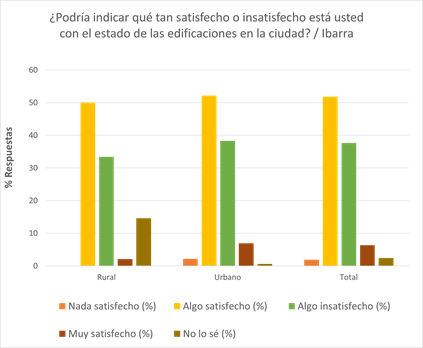 ¿Podría indicar qué tan satisfecho o insatisfecho está usted
con el estado de las edificaciones en la ciudad? / Ibarra
60
50
40
30
20
10
0
% Respuestas
Rural Urbano Total
Nada satisfecho (%) Algo satisfecho (%) Algo insatisfecho (%)
Muy satisfecho (%) No lo sé (%)